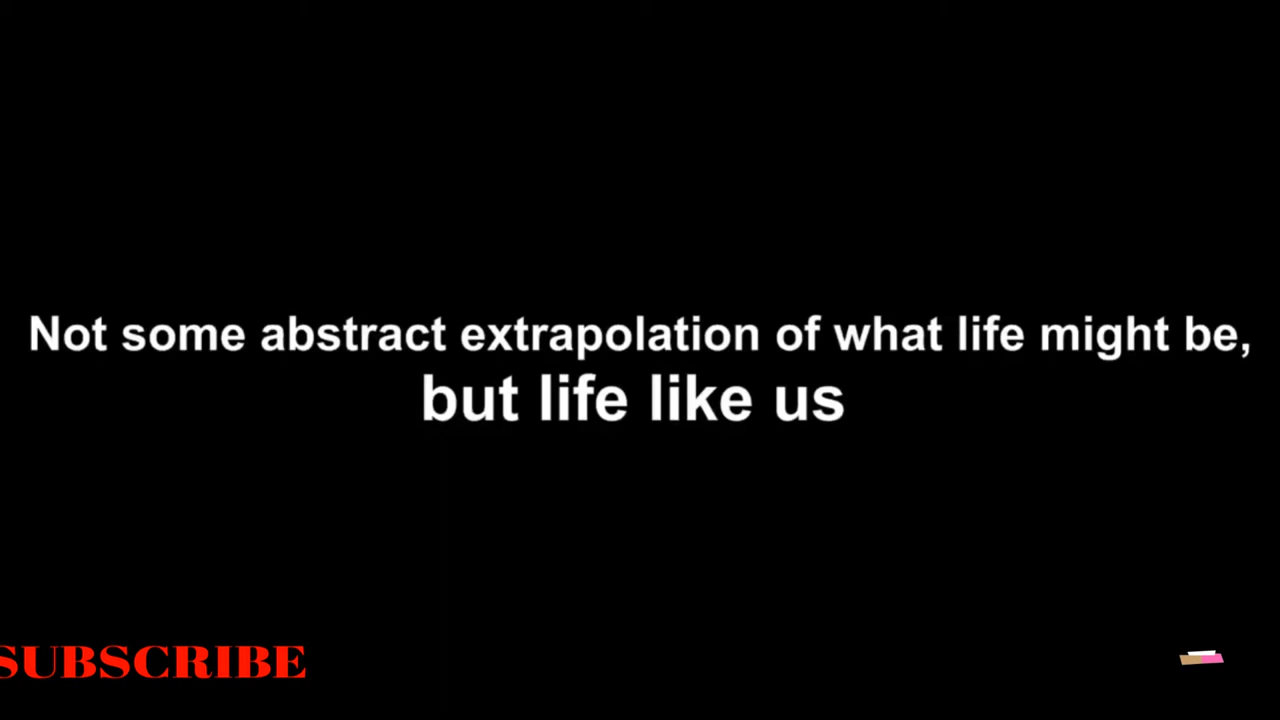 Not some abstract extrapolation of what life might be,
but life like us
SUBSCRIBE